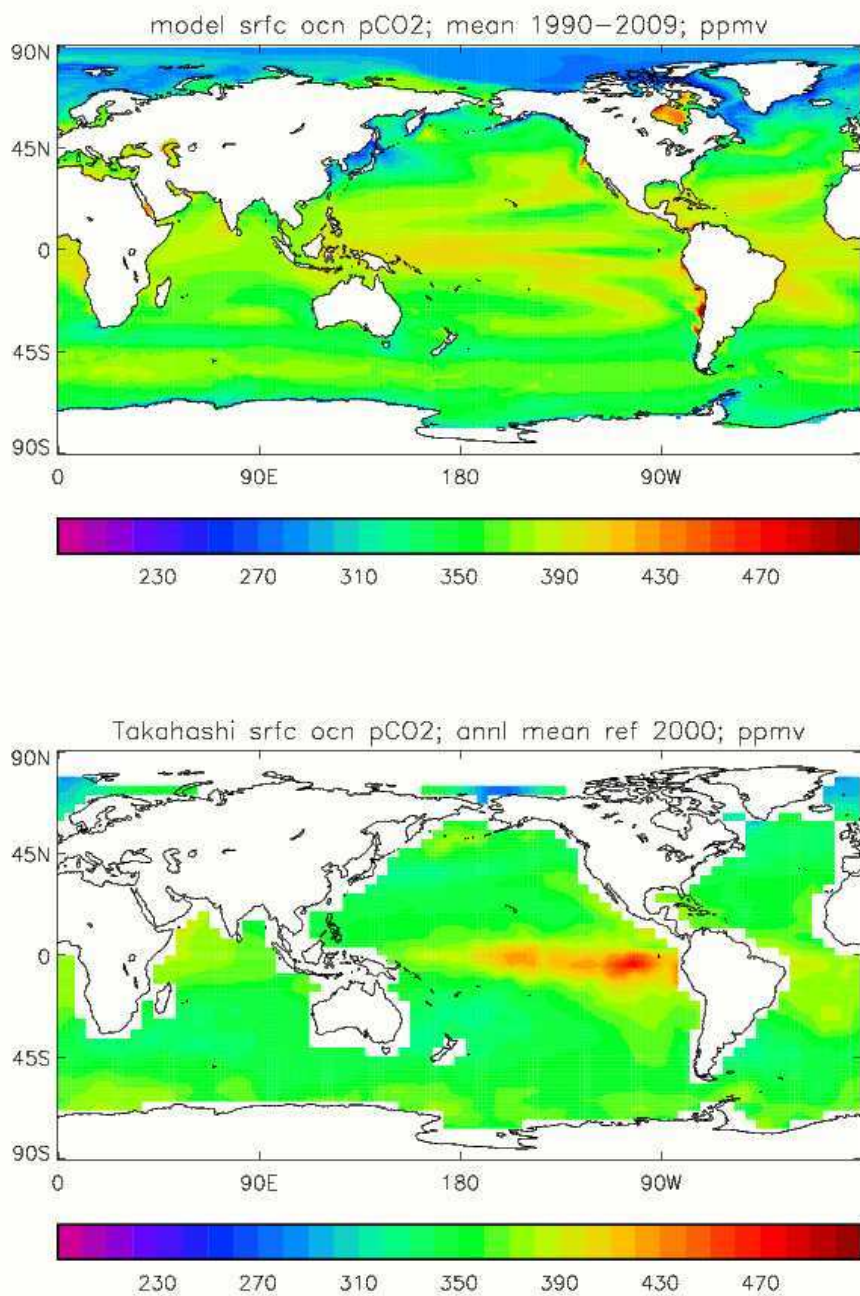 model srfc ocn pCO2; mean 1990-2009; ppmv
90N
45N
0
45S
90S
0 90E 180 90W
230 270 310 350 390 430 470
Takahashi srfc ocn pCO2; annl mean ref 2000; ppmv
90N
45N
0
45S
90S
0 90E 180 90W
230 270 310 350 390 430 470